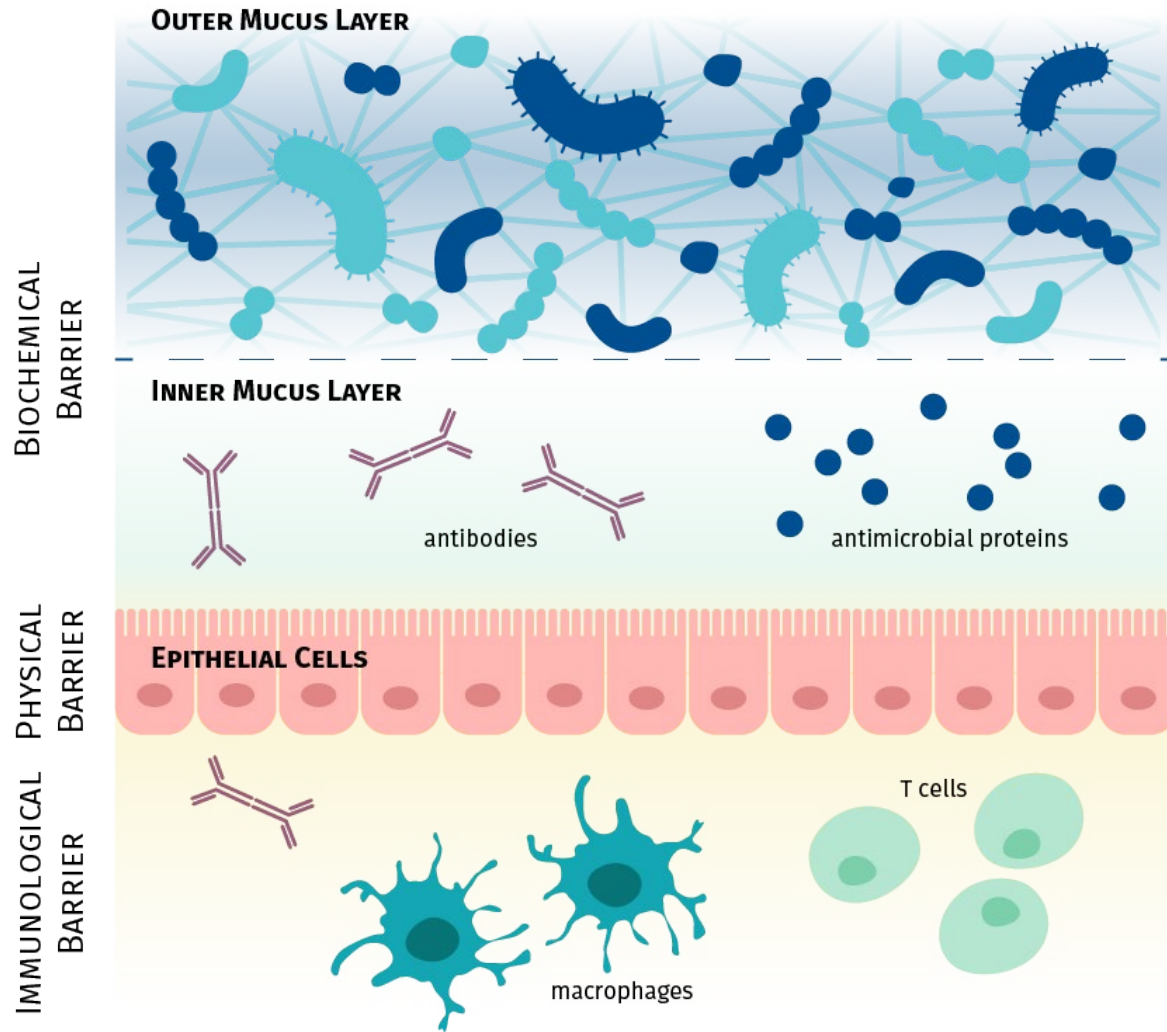 OUTER MUCUS LAYER
BIOCHEMICAL
BARRIER
INNER MUCUS LAYER
antibodies
antimicrobial proteins
PHYSICAL
BARRIER
EPITHELIAL CELLS
IMMUNOLOGICAL
BARRIER
T cells
macrophages